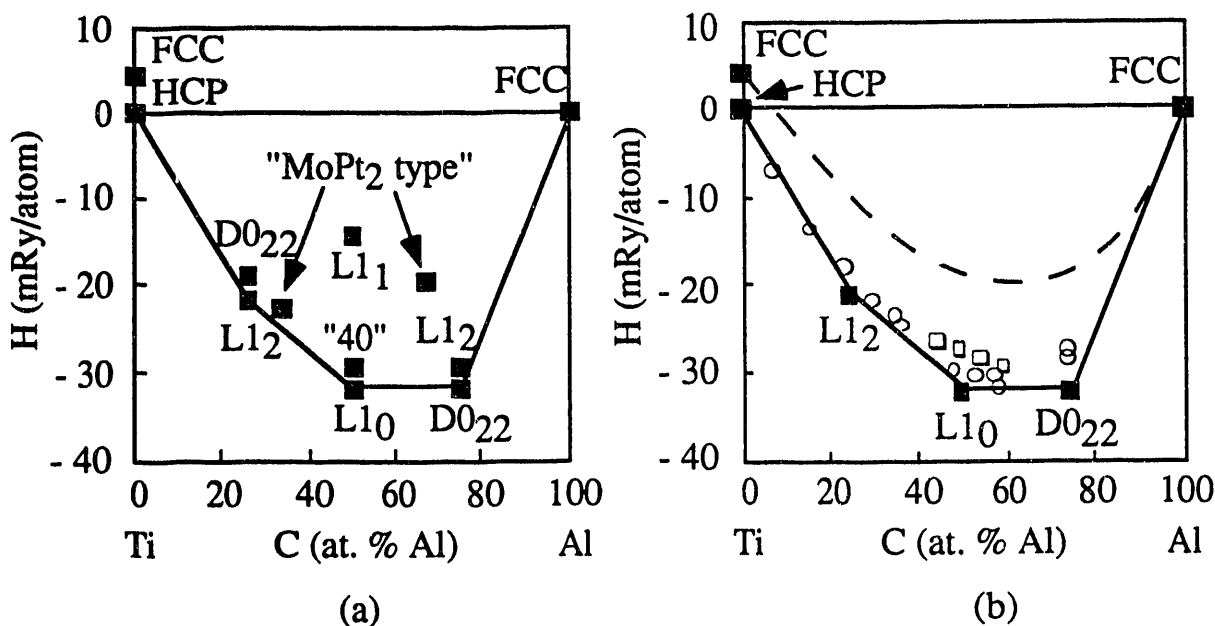 10
FCC
HCP
FCC
0
"MoPt2 type"
- 10
D022
L11
- 20
L12
"40"
L12
- 30
L10
D022
- 40
H (mRy/atom)
0 20 40 60 80 100
Ti C (at. % Al) Al
(a)
10
FCC
HCP
FCC
0
- 10
- 20
L12
- 30
L10
D022
- 40
H (mRy/atom)
0 20 40 60 80 100
Ti C (at. % Al) Al
(b)